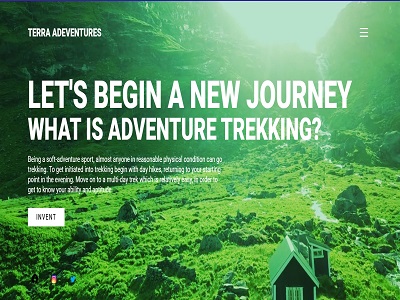 TERRA ADEVENTURES
LET'S BEGIN A NEW JOURNEY
WHAT IS ADVENTURE TREKKING?
Being a soft-adventure sport, almost anyone in reasonable physical condition can go
trekking. To get initiated into trekking begin with day hikes, returning to your starting
point in the evening. Move on to a multi-day trek which is relatively easy, in order to
get to know your ability and aptitude
INVENT